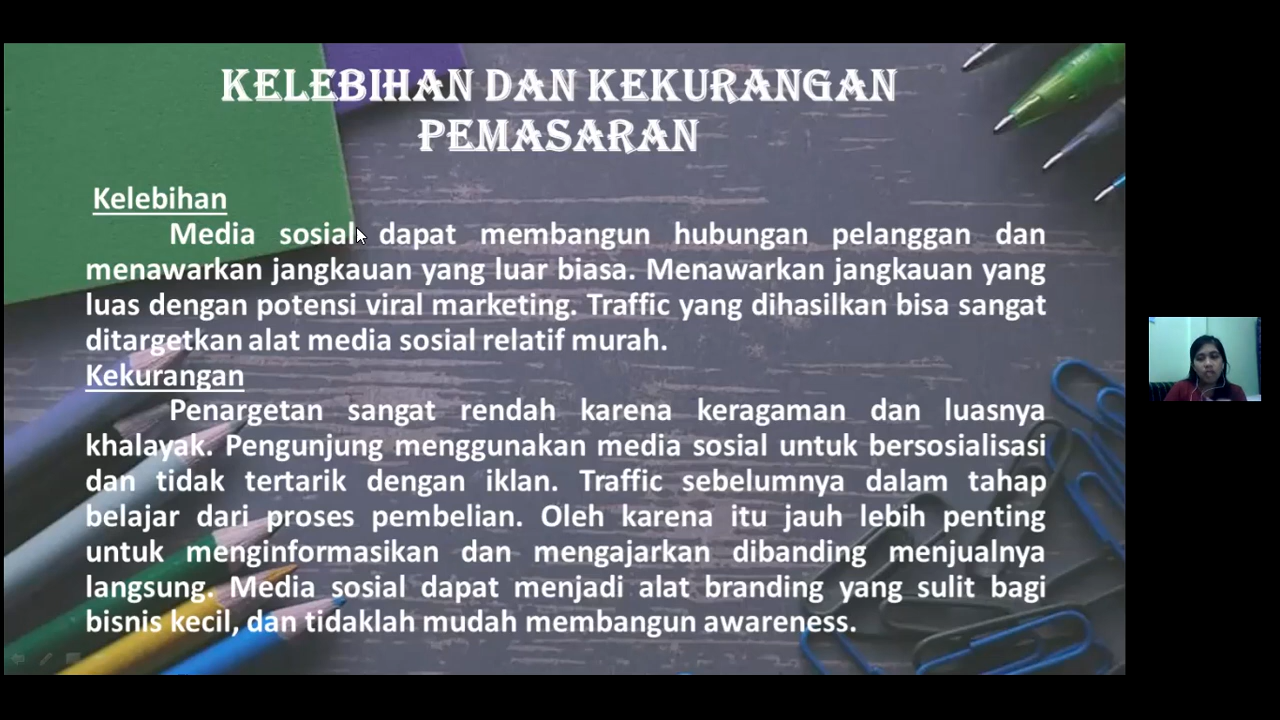 KELEBIHAN DAN KEKURANGAN
PEMASARAN
Kelebihan
Media sosial dapat membangun hubungan pelanggan dan
menawarkan jangkauan yang luar biasa. Menawarkan jangkauan yang
luas dengan potensi viral marketing. Traffic yang dihasilkan bisa sangat
ditargetkan alat media sosial relatif murah.
Kekurangan
Penargetan sangat rendah karena keragaman dan luasnya
khalayak. Pengunjung menggunakan media sosial untuk bersosialisasi
dan tidak tertarik dengan iklan. Traffic sebelumnya dalam tahap
belajar dari proses pembelian. Oleh karena itu jauh lebih penting
untuk menginformasikan dan mengajarkan dibanding menjualnya
langsung. Media sosial dapat menjadi alat branding yang sulit bagi
bisnis kecil, dan tidaklah mudah membangun awareness.